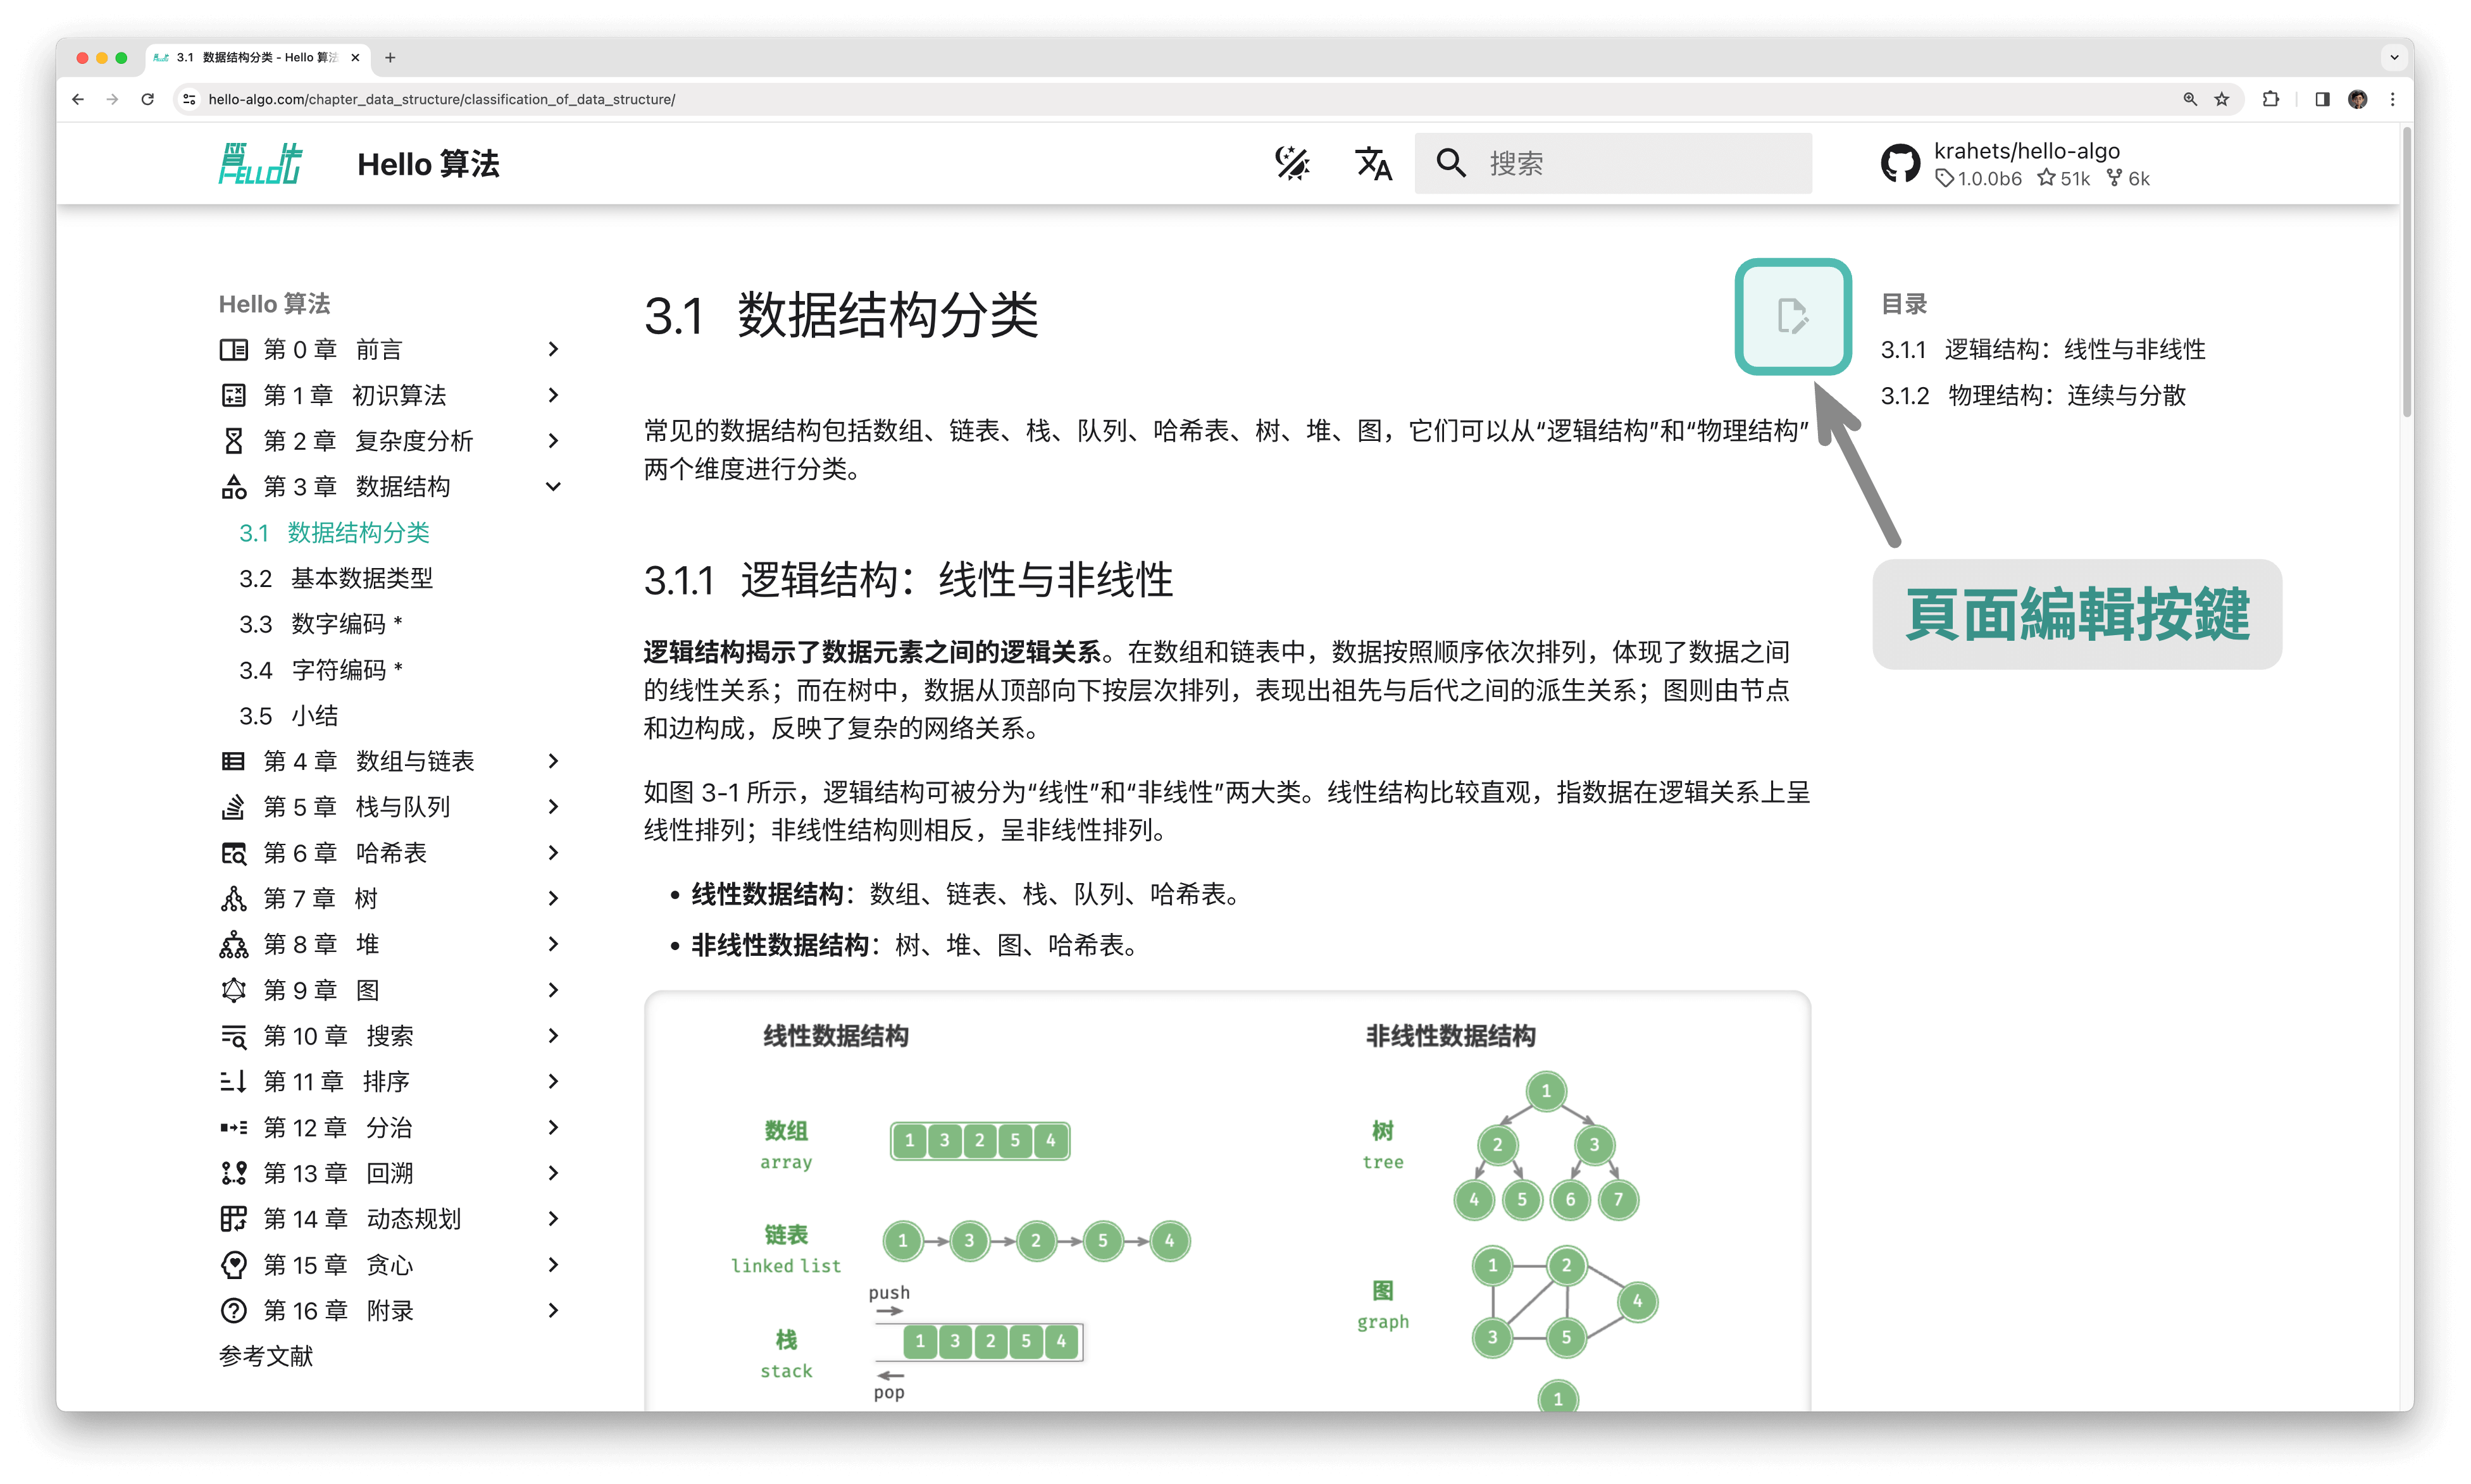 3.1 数据结构分类 - Hello 算法
hello-algo.com/chapter_data_structure/classification_of_data_structure/
算法 HELLO
Hello 算法
搜索
krahets/hello-algo
1.0.0b6 51k 6k
Hello 算法
第 0 章 前言
第 1 章 初识算法
第 2 章 复杂度分析
第 3 章 数据结构
3.1 数据结构分类
3.2 基本数据类型
3.3 数字编码 *
3.4 字符编码 *
3.5 小结
第 4 章 数组与链表
第 5 章 栈与队列
第 6 章 哈希表
第 7 章 树
第 8 章 堆
第 9 章 图
第 10 章 搜索
第 11 章 排序
第 12 章 分治
第 13 章 回溯
第 14 章 动态规划
第 15 章 贪心
第 16 章 附录
参考文献
3.1 数据结构分类
常见的数据结构包括数组、链表、栈、队列、哈希表、树、堆、图，它们可以从“逻辑结构”和“物理结构”
两个维度进行分类。
3.1.1 逻辑结构：线性与非线性
逻辑结构揭示了数据元素之间的逻辑关系。在数组和链表中，数据按照顺序依次排列，体现了数据之间
的线性关系；而在树中，数据从顶部向下按层次排列，表现出祖先与后代之间的派生关系；图则由节点
和边构成，反映了复杂的网络关系。
如图 3-1 所示，逻辑结构可被分为“线性”和“非线性”两大类。线性结构比较直观，指数据在逻辑关系上呈
线性排列；非线性结构则相反，呈非线性排列。
• 线性数据结构：数组、链表、栈、队列、哈希表。
• 非线性数据结构：树、堆、图、哈希表。
线性数据结构
数组
array
1 3 2 5 4
链表
linked list
1 3 2 5 4
push
栈
stack
1 3 2 5 4
pop
非线性数据结构
树
tree
1
2 3
4 5 6 7
图
graph
1 2
4
3 5
1
目录
3.1.1 逻辑结构：线性与非线性
3.1.2 物理结构：连续与分散
頁面編輯按鍵